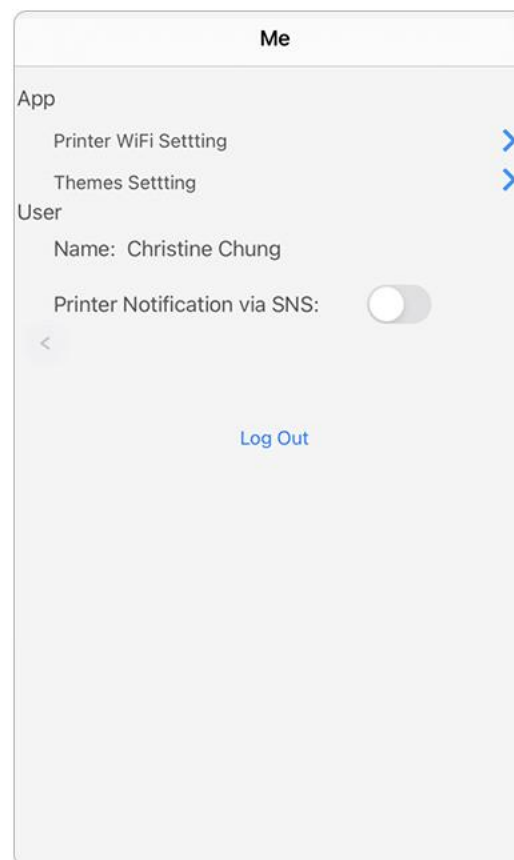 Me
App
Printer WiFi Settting
Themes Settting
User
Name: Christine Chung
Printer Notification via SNS:
<
Log Out